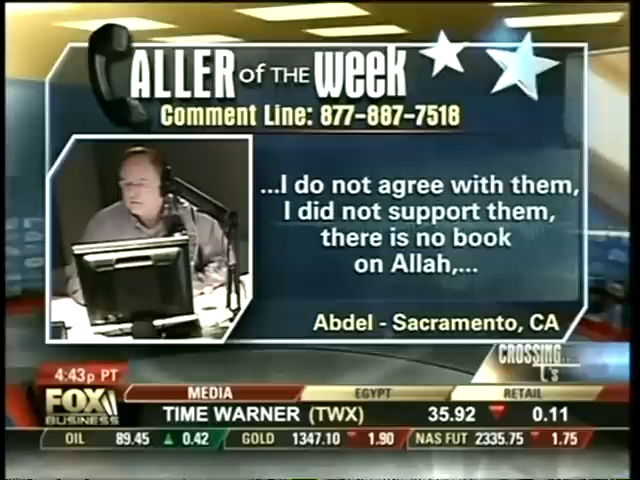 CALLER of THE WEEK
Comment Line: 877-887-7518
...I do not agree with them,
I did not support them,
there is no book
on Allah,...
Abdel - Sacramento, CA
CROSSING
t's
4:43p PT
MEDIA EGYPT RETAIL
FOX
BUSINESS
TIME WARNER (TWX) 35.92 ▼ 0.11
OIL 89.45 ▲ 0.42 GOLD 1347.10 ▼ 1.90 NAS FUT 2335.75 ▼ 1.75